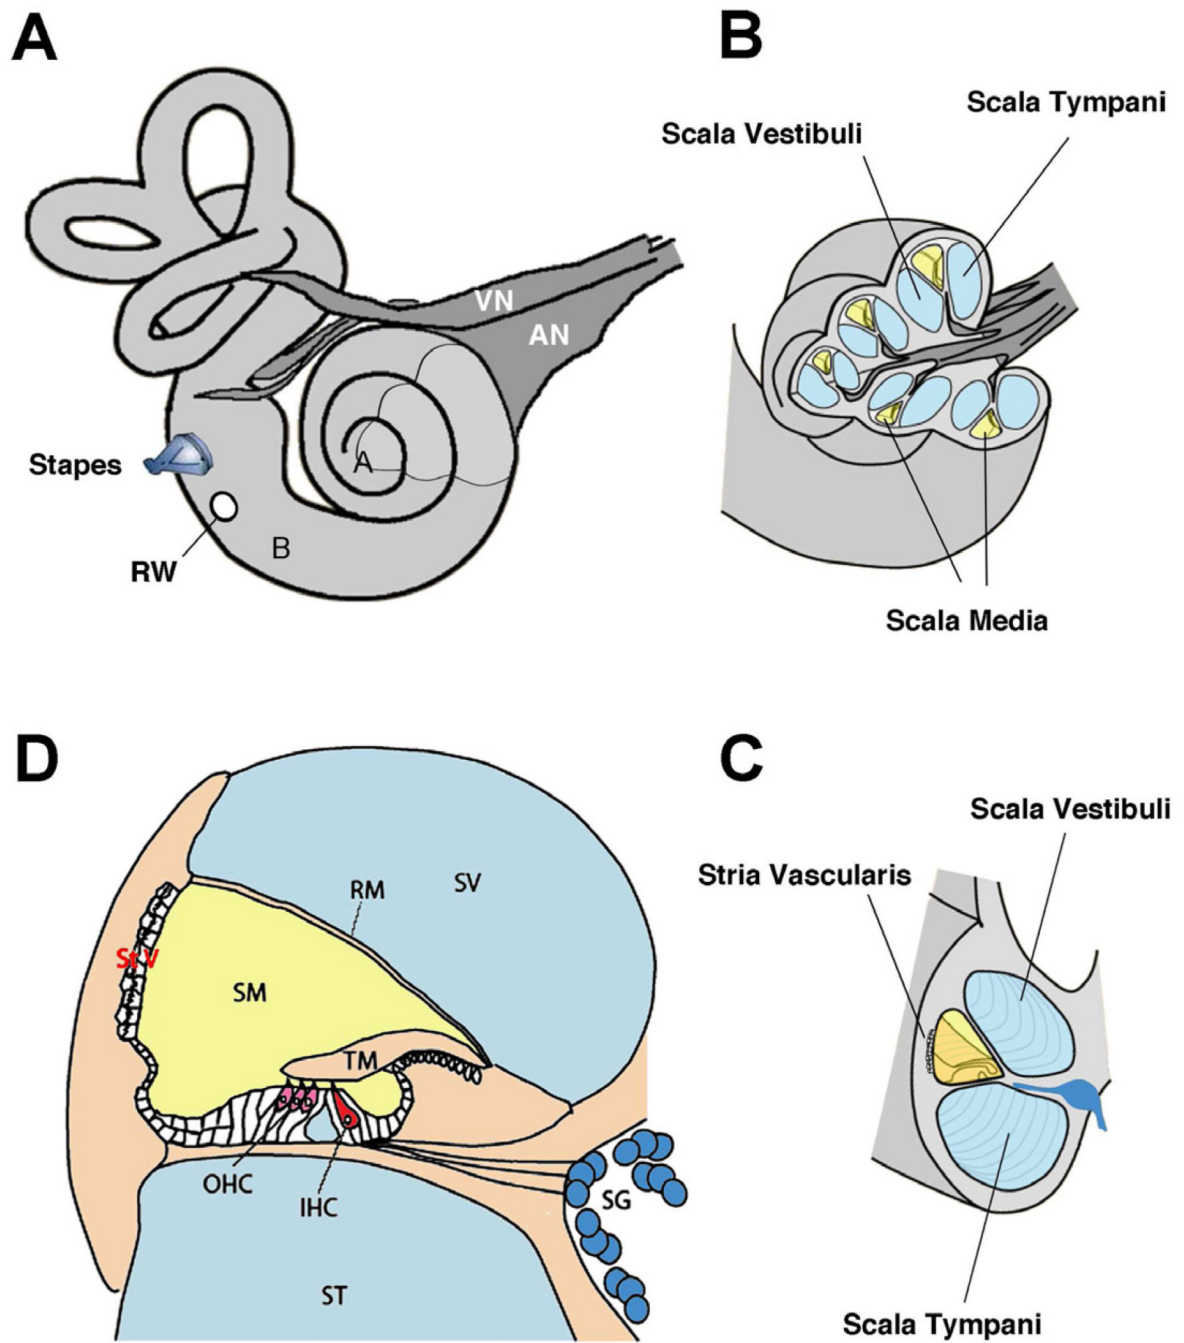 A
VN
AN
Stapes
A
RW
B
B
Scala Tympani
Scala Vestibuli
Scala Media
D
RM
SV
St V
SM
TM
OHC
IHC
SG
ST
C
Scala Vestibuli
Stria Vascularis
Scala Tympani